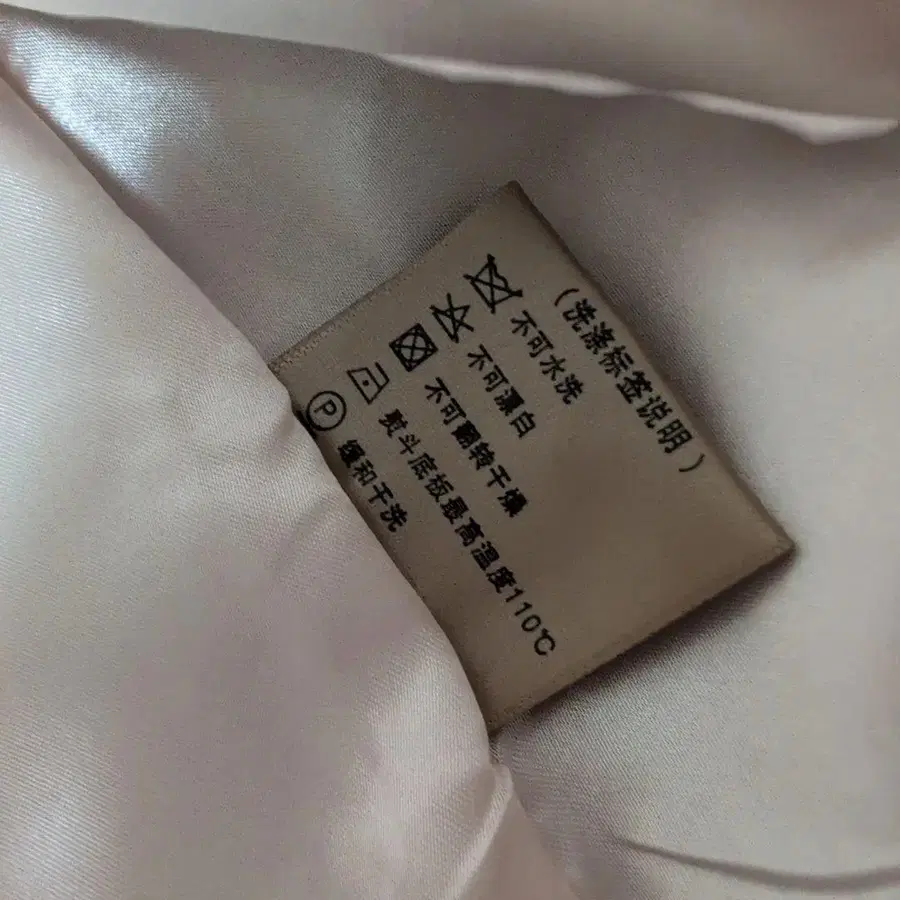 （洗涤标签说明）
不可水洗
不可漂白
不可翻转干燥
熨斗底板最高温度110℃
Ⓟ 缓和干洗